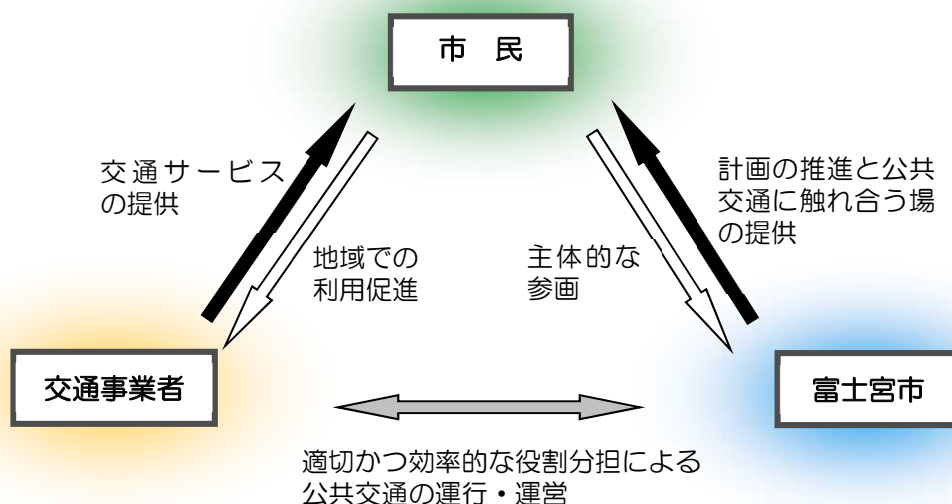 市 民
交通サービス
の提供
計画の推進と公共
交通に触れ合う場
の提供
地域での
利用促進
主体的な
参画
交通事業者
富士宮市
適切かつ効率的な役割分担による
公共交通の運行・運営